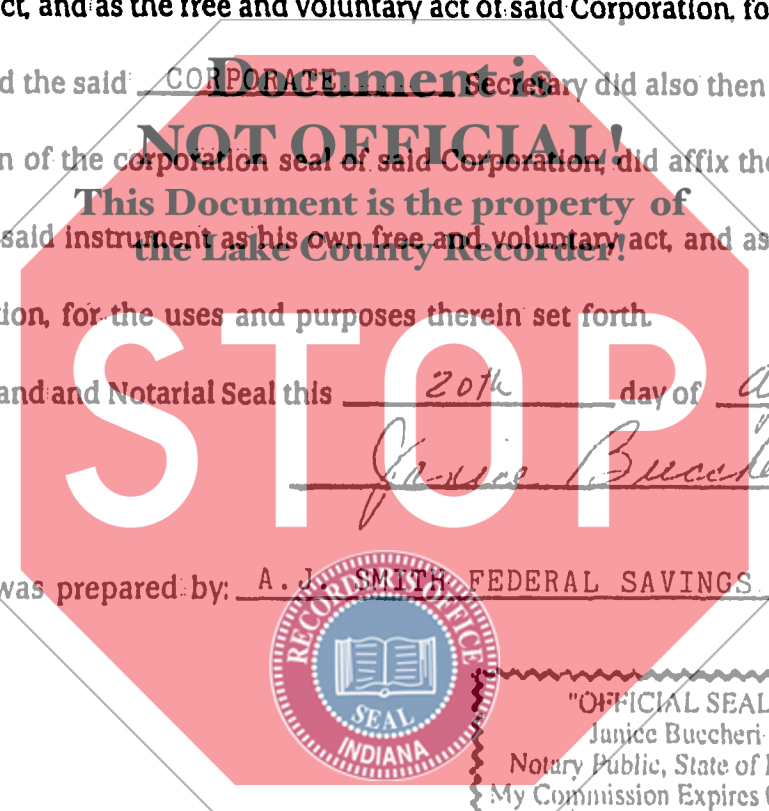 ct, and as the free and voluntary act of said Corporation, fo
d the said CORPORATE Secretary did also then
Document is
NOT OFFICIAL!
n of the corporation seal of said Corporation, did affix the
This Document is the property of
said instrument as his own free and voluntary act, and as
the Lake County Recorder!
ion, for the uses and purposes therein set forth.
STOP
and and Notarial Seal this 20th day of
Janice Bucche
was prepared by: A.J. SMITH FEDERAL SAVINGS
RECORDER'S OFFICE
SEAL
INDIANA
"OFFICIAL SEAL
Janice Buccheri
Notary Public, State of
My Commission Expires